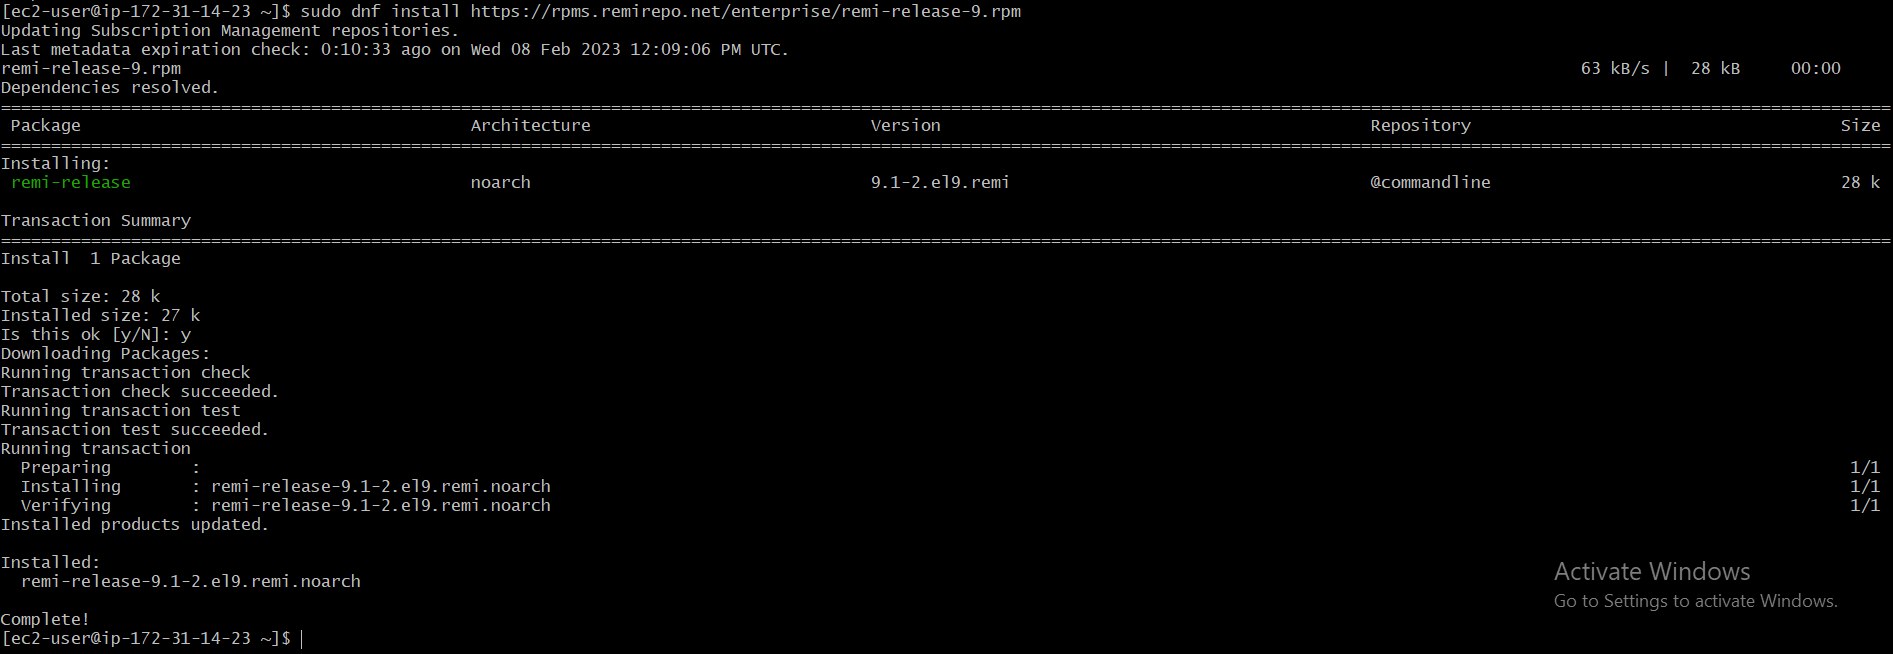 [ec2-user@ip-172-31-14-23 ~]$ sudo dnf install https://rpms.remirepo.net/enterprise/remi-release-9.rpm
Updating Subscription Management repositories.
Last metadata expiration check: 0:10:33 ago on Wed 08 Feb 2023 12:09:06 PM UTC.
remi-release-9.rpm 63 kB/s | 28 kB 00:00
Dependencies resolved.
Package Architecture Version Repository Size
Installing:
remi-release noarch 9.1-2.el9.remi @commandline 28 k
Transaction Summary
Install 1 Package
Total size: 28 k
Installed size: 27 k
Is this ok [y/N]: y
Downloading Packages:
Running transaction check
Transaction check succeeded.
Running transaction test
Transaction test succeeded.
Running transaction
Preparing : 1/1
Installing : remi-release-9.1-2.el9.remi.noarch 1/1
Verifying : remi-release-9.1-2.el9.remi.noarch 1/1
Installed products updated.
Installed:
remi-release-9.1-2.el9.remi.noarch
Complete!
[ec2-user@ip-172-31-14-23 ~]$
Activate Windows
Go to Settings to activate Windows.